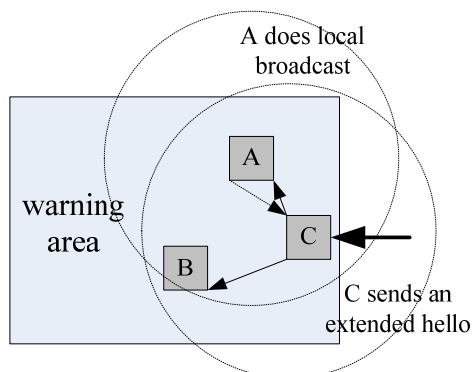 A does local
broadcast
A
warning
area
C
B
C sends an
extended hello